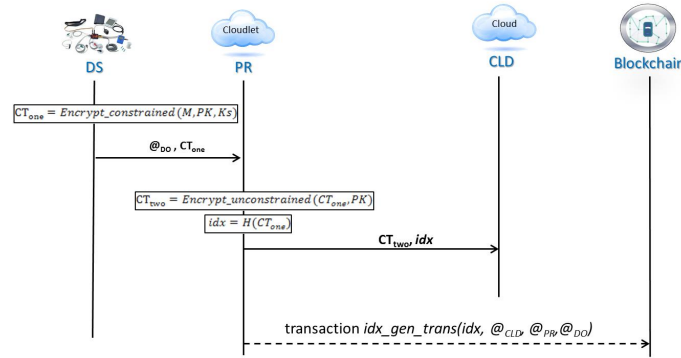 Cloudlet
Cloud
DS
PR
CLD
Blockchain
CT_one = Encrypt_constrained(M, PK, Ks)
@_DO , CT_one
CT_two = Encrypt_unconstrained(CT_one, PK)
idx = H(CT_one)
CT_two, idx
transaction idx_gen_trans(idx, @_CLD, @_PR, @_DO)